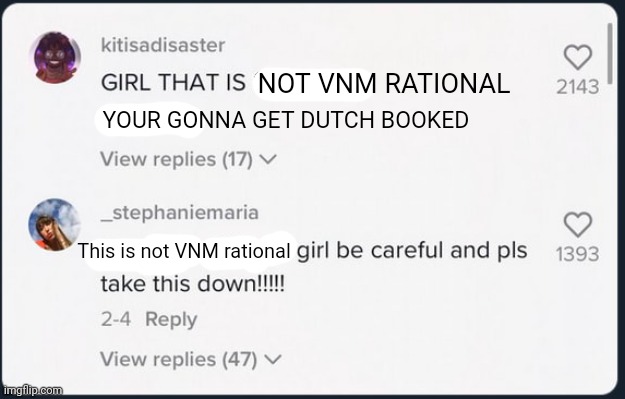 kitisadisaster
GIRL THAT IS NOT VNM RATIONAL
2143
YOUR GONNA GET DUTCH BOOKED
View replies (17)
_stephaniemaria
This is not VNM rational girl be careful and pls
1393
take this down!!!!!
2-4 Reply
View replies (47)
imgflip.com